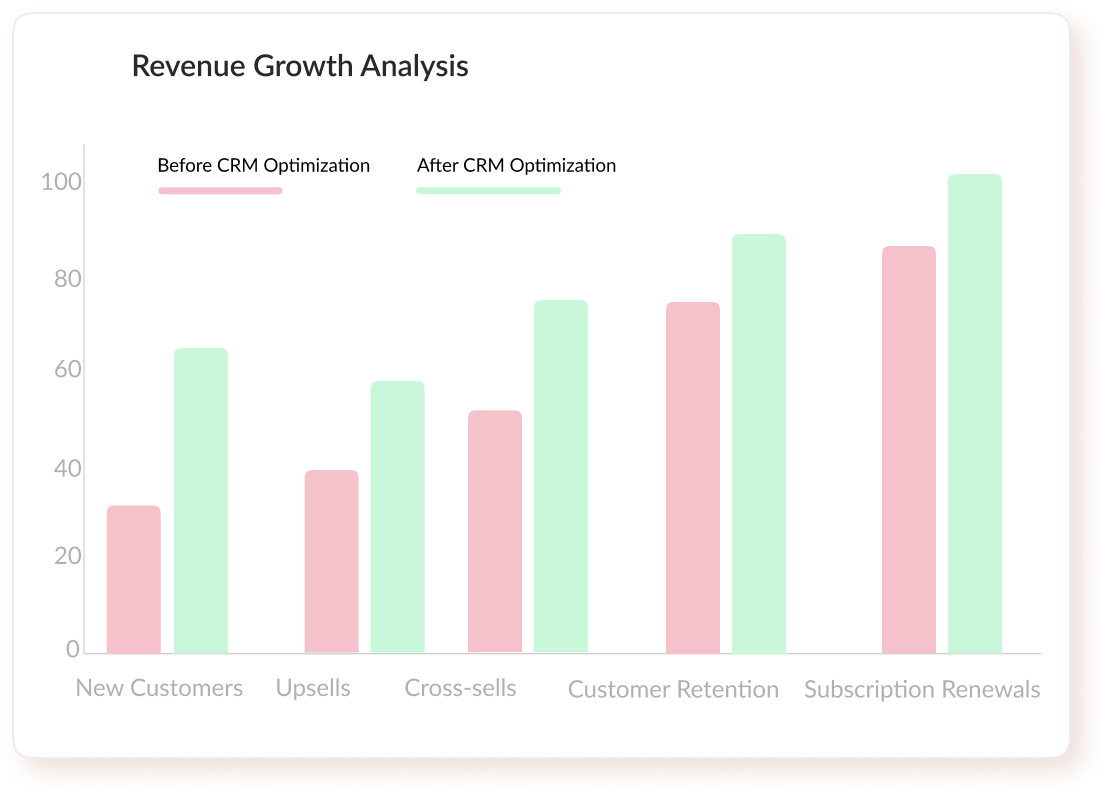 Revenue Growth Analysis
Before CRM Optimization
After CRM Optimization
100
80
60
40
20
0
New Customers
Upsells
Cross-sells
Customer Retention
Subscription Renewals